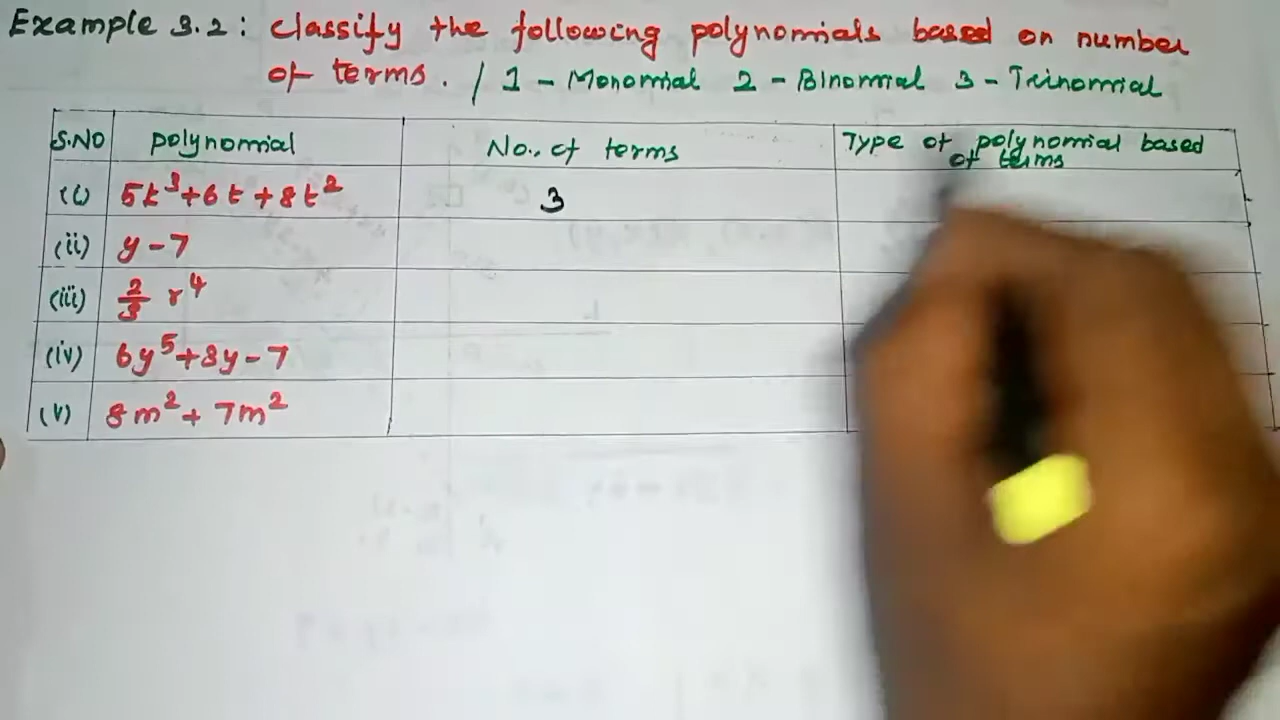 Example 3.2: Classify the following polynomials based on number
of terms. / 1 - Monomial 2 - Binomial 3 - Trinomial
S.NO polynomial No., of terms Type of polynomial based
of terms
(i) 5t³+6t+8t² 3
(ii) y-7
(iii) 2/3 r⁴
(iv) 6y⁵+8y-7
(v) 8m²+7m²